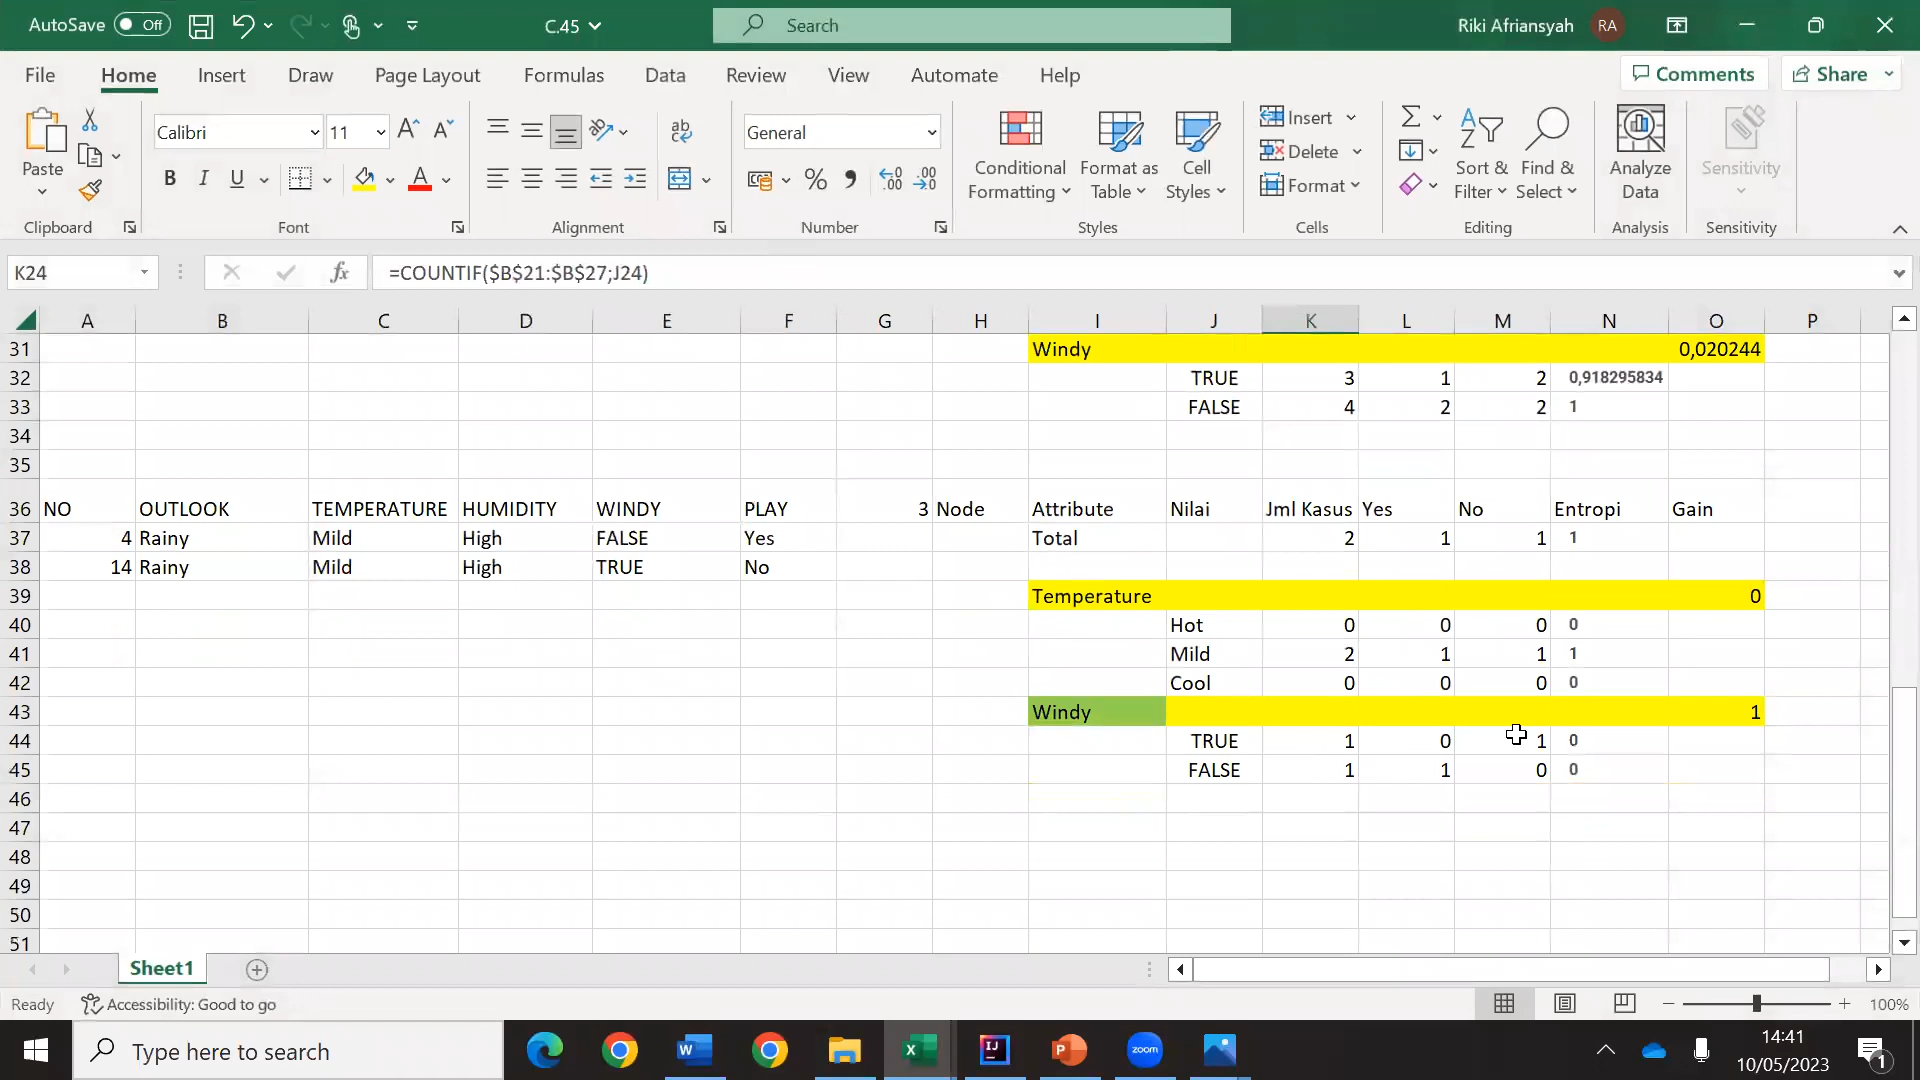 AutoSave Off C.45 Search Riki Afriansyah RA
File Home Insert Draw Page Layout Formulas Data Review View Automate Help Comments Share
Calibri 11 General Insert
Paste Conditional Formatting Format as Table Cell Styles Delete Sort & Filter Find & Select Analyze Data Sensitivity
Format
Clipboard Font Alignment Number Styles Cells Editing Analysis Sensitivity
K24 fx =COUNTIF($B$21:$B$27;J24)
A B C D E F G H I J K L M N O P
31 Windy 0,020244
32 TRUE 3 1 2 0,918295834
33 FALSE 4 2 2 1
34
35
36 NO OUTLOOK TEMPERATURE HUMIDITY WINDY PLAY 3 Node Attribute Nilai Jml Kasus Yes No Entropi Gain
37 4 Rainy Mild High FALSE Yes Total 2 1 1 1
38 14 Rainy Mild High TRUE No
39 Temperature 0
40 Hot 0 0 0 0
41 Mild 2 1 1 1
42 Cool 0 0 0 0
43 Windy 1
44 TRUE 1 0 1 0
45 FALSE 1 1 0 0
46
47
48
49
50
51
Sheet1
Ready Accessibility: Good to go 100%
Type here to search W X IJ P zoom 14:41
10/05/2023 1